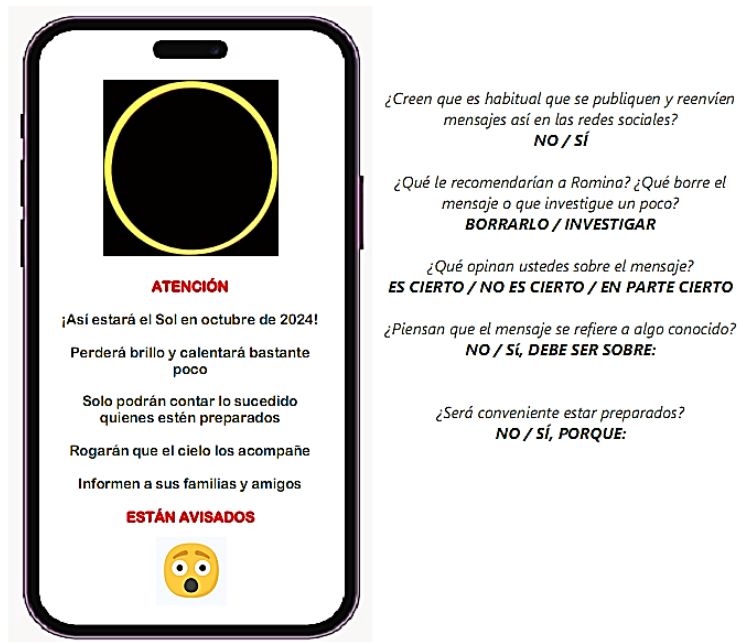 ATENCIÓN
¡Así estará el Sol en octubre de 2024!
Perderá brillo y calentará bastante
poco
Solo podrán contar lo sucedido
quienes estén preparados
Rogarán que el cielo los acompañe
Informen a sus familias y amigos
ESTÁN AVISADOS
¿Creen que es habitual que se publiquen y reenvíen
mensajes así en las redes sociales?
NO / SÍ
¿Qué le recomendarían a Romina? ¿Qué borre el
mensaje o que investigue un poco?
BORRARLO / INVESTIGAR
¿Qué opinan ustedes sobre el mensaje?
ES CIERTO / NO ES CIERTO / EN PARTE CIERTO
¿Piensan que el mensaje se refiere a algo conocido?
NO / Sí, DEBE SER SOBRE:
¿Será conveniente estar preparados?
NO / SÍ, PORQUE: